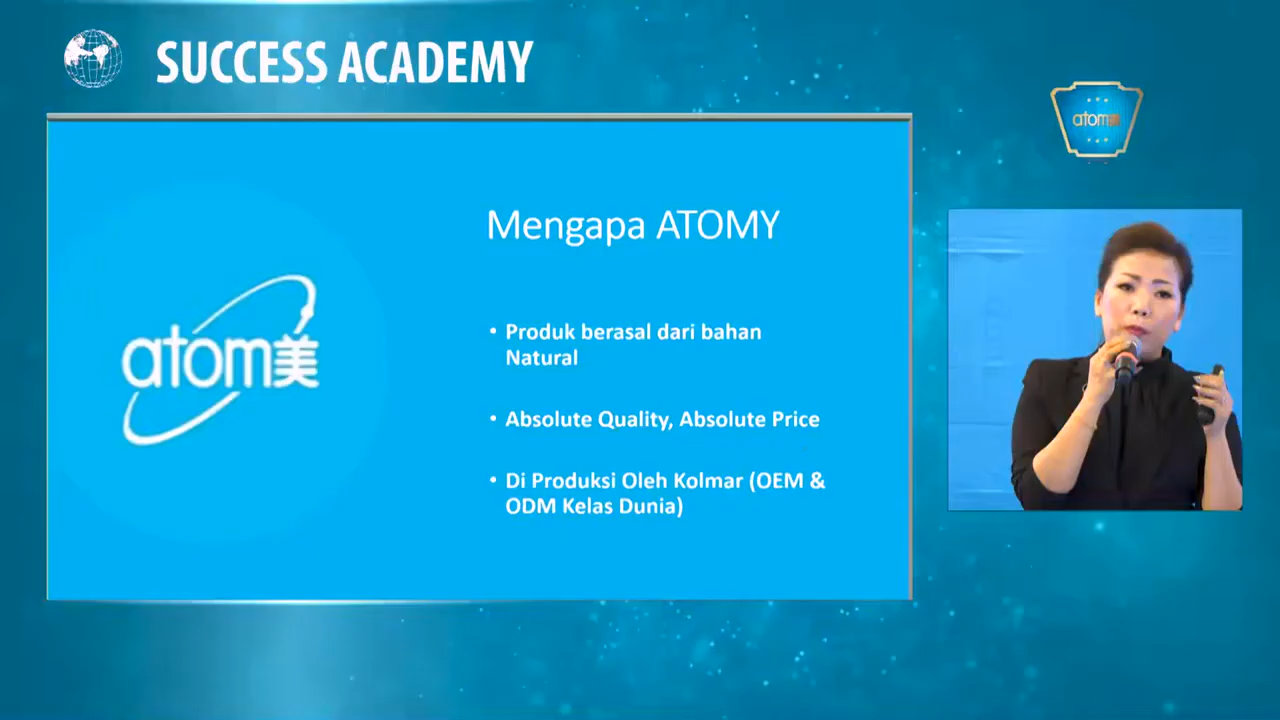 SUCCESS ACADEMY
atom美
Mengapa ATOMY
atom美
• Produk berasal dari bahan
Natural
• Absolute Quality, Absolute Price
• Di Produksi Oleh Kolmar (OEM &
ODM Kelas Dunia)